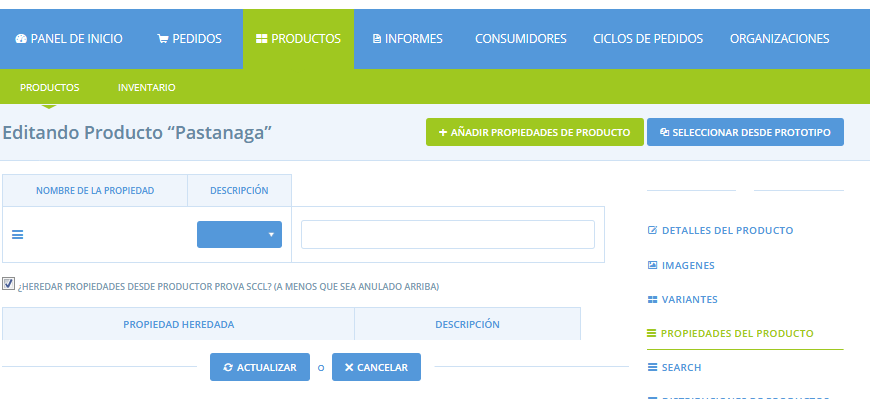 PANEL DE INICIO PEDIDOS PRODUCTOS INFORMES CONSUMIDORES CICLOS DE PEDIDOS ORGANIZACIONES
PRODUCTOS INVENTARIO
Editando Producto “Pastanaga”
AÑADIR PROPIEDADES DE PRODUCTO SELECCIONAR DESDE PROTOTIPO
NOMBRE DE LA PROPIEDAD DESCRIPCIÓN
¿HEREDAR PROPIEDADES DESDE PRODUCTOR PROVA SCCL? (A MENOS QUE SEA ANULADO ARRIBA)
PROPIEDAD HEREDADA DESCRIPCIÓN
ACTUALIZAR o CANCELAR
DETALLES DEL PRODUCTO
IMAGENES
VARIANTES
PROPIEDADES DEL PRODUCTO
SEARCH